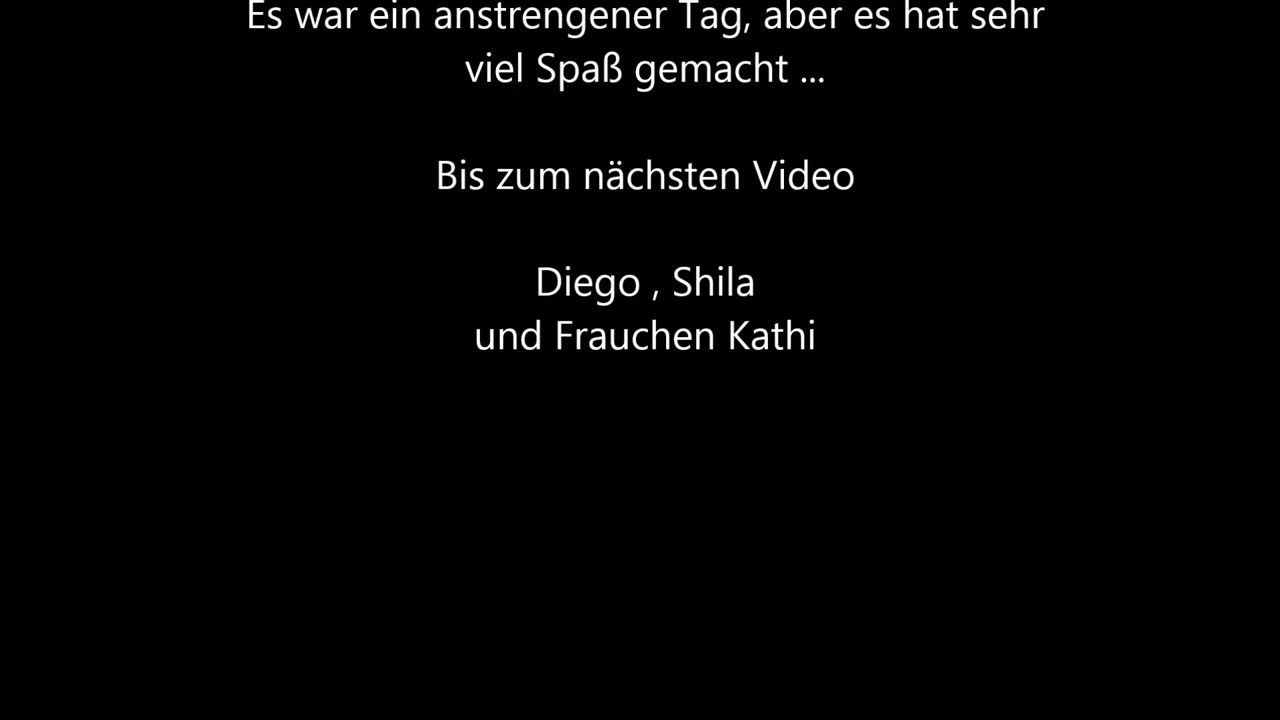 Es war ein anstrengener Tag, aber es hat sehr
viel Spaß gemacht ...
Bis zum nächsten Video
Diego , Shila
und Frauchen Kathi